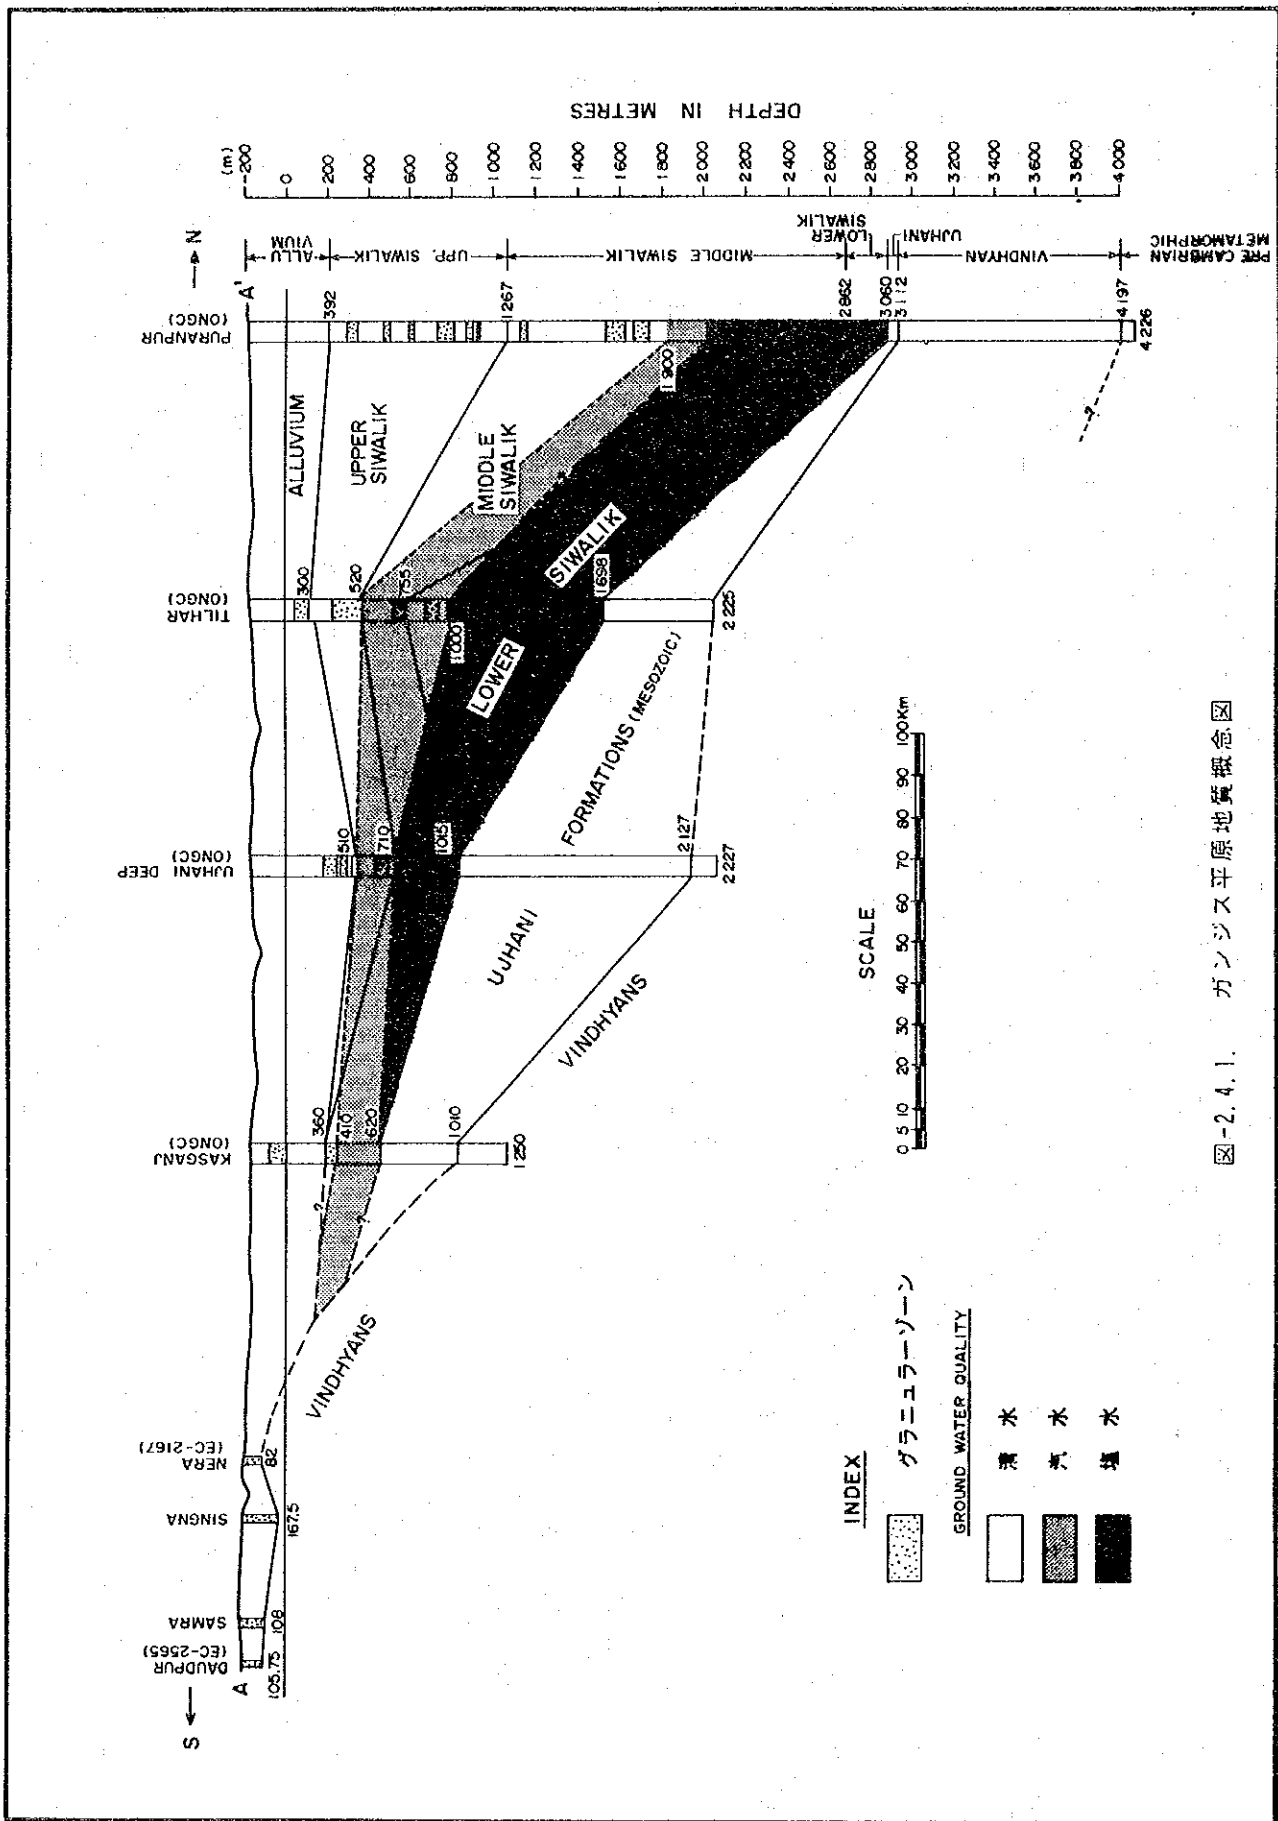 S ←
→ N
A
A'
DAUDPUR
(EC-2565)
SAMRA
SINGNA
NERA
(EC-2167)
KASGANJ
(ONGC)
UJHANI DEEP
(ONGC)
TILHAR
(ONGC)
PURANPUR
(ONGC)
105.75
108
167.5
82
360
410
620
1010
1250
510
710
1015
2127
2227
300
520
755
1000
1698
2225
392
1267
1900
2862
3060
3112
4197
4226
ALLUVIUM
UPPER
SIWALIK
MIDDLE
SIWALIK
LOWER
SIWALIK
UJHANI
FORMATIONS (MESOZOIC)
VINDHYANS
VINDHYANS
?
?
?
ALLU
VIUM
UPP. SIWALIK
MIDDLE SIWALIK
LOWER
SIWALIK
UJHANI
VINDHYAN
PRE CAMBRIAN
METAMORPHIC
(m)
-200
0
200
400
600
800
1000
1200
1400
1600
1800
2000
2200
2400
2600
2800
3000
3200
3400
3600
3800
4000
DEPTH IN METRES
SCALE
0 5 10 20 30 40 50 60 70 80 90 100Km
INDEX
グラニュラーゾーン
GROUND WATER QUALITY
清 水
汽 水
塩 水
図-2.4.1. ガンジス平原地質概念図